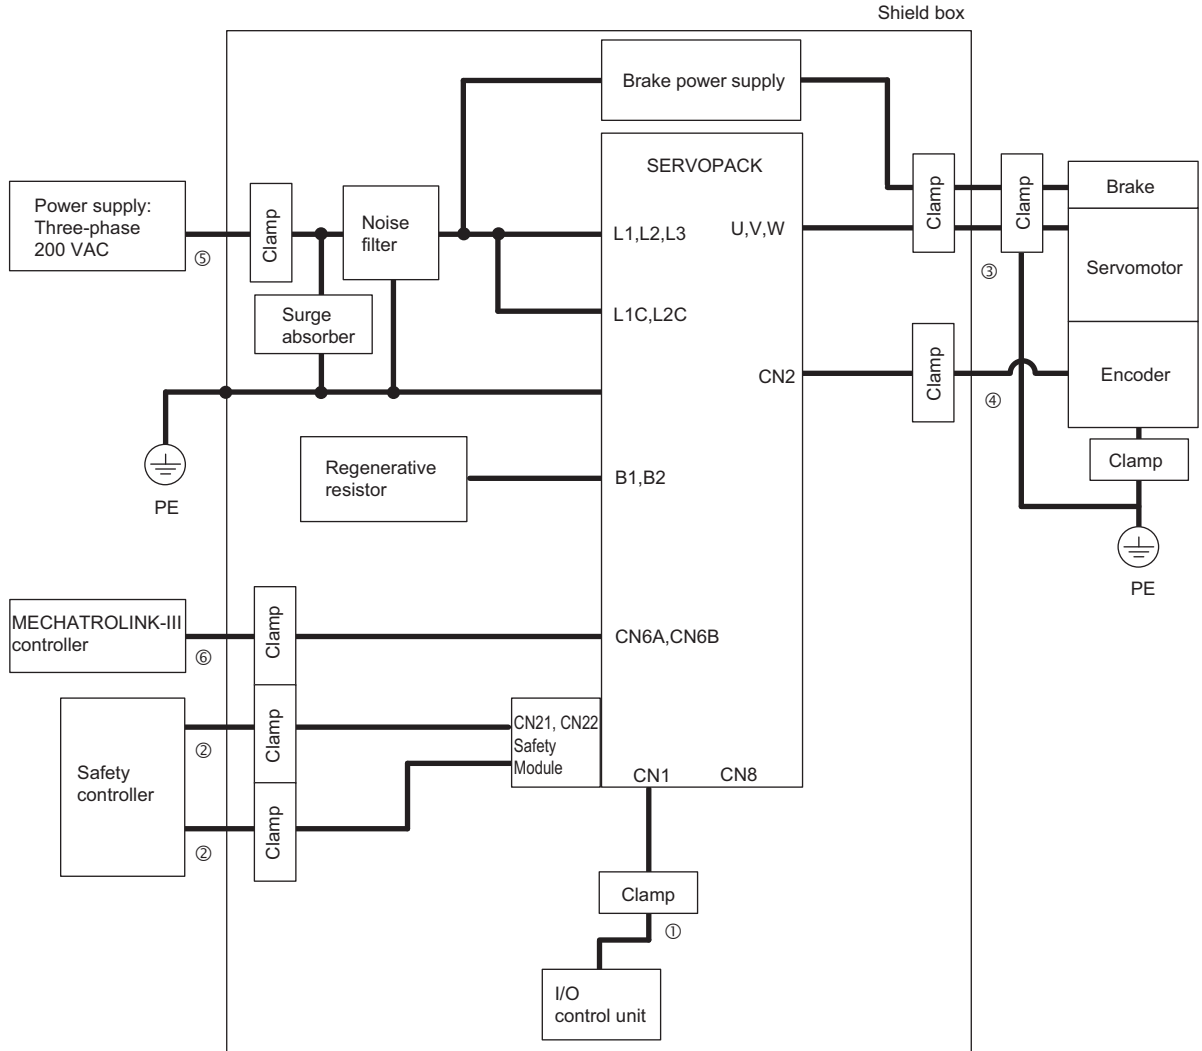 Shield box
Brake power supply
SERVOPACK
Power supply:
Three-phase
200 VAC
⑤
Clamp
Noise
filter
L1,L2,L3
U,V,W
Clamp
Clamp
Brake
③
Servomotor
Surge
absorber
L1C,L2C
CN2
Clamp
④
Encoder
Clamp
PE
Regenerative
resistor
B1,B2
PE
MECHATROLINK-III
controller
⑥
Clamp
CN6A,CN6B
Safety
controller
②
Clamp
CN21, CN22
Safety
Module
②
Clamp
CN1
CN8
Clamp
①
I/O
control unit